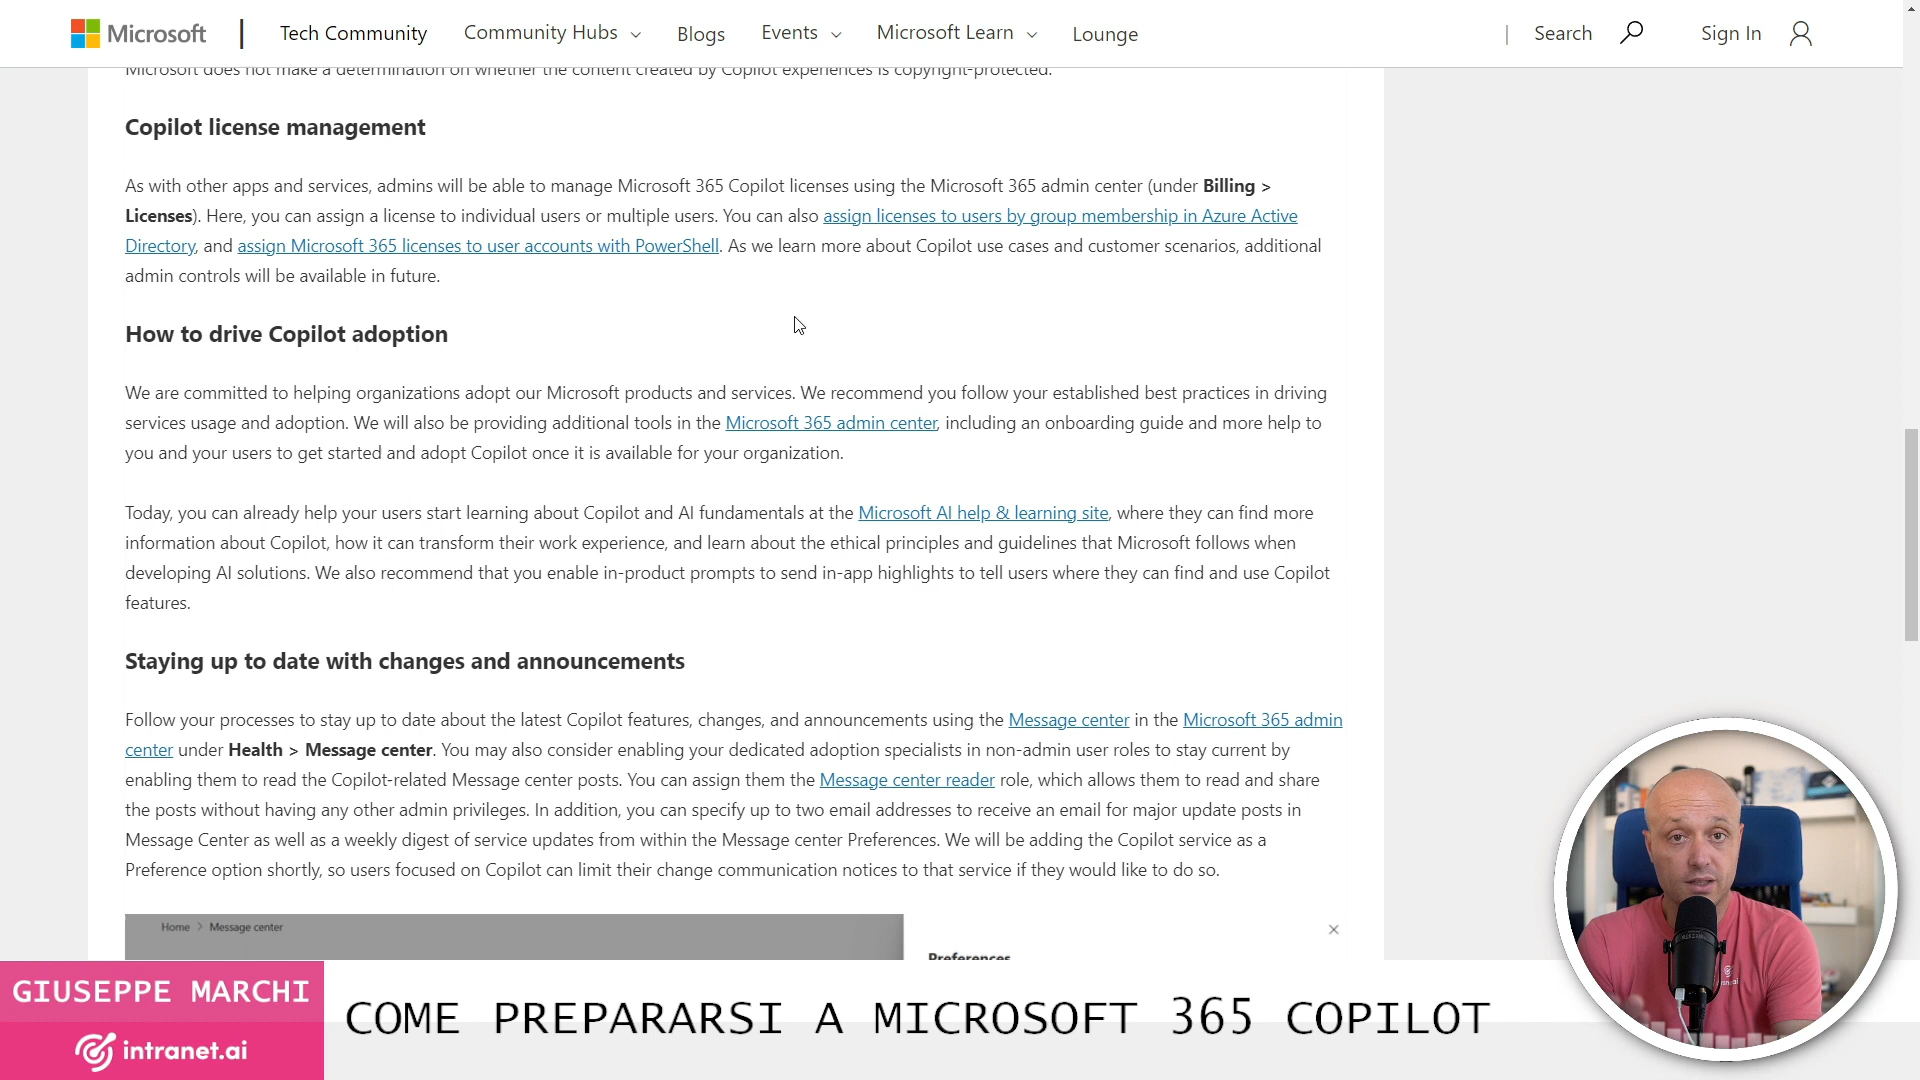 Microsoft | Tech Community Community Hubs Blogs Events Microsoft Learn Lounge | Search Sign In
Microsoft does not make a determination on whether the content created by Copilot experiences is copyright-protected.
Copilot license management
As with other apps and services, admins will be able to manage Microsoft 365 Copilot licenses using the Microsoft 365 admin center (under Billing >
Licenses). Here, you can assign a license to individual users or multiple users. You can also assign licenses to users by group membership in Azure Active
Directory, and assign Microsoft 365 licenses to user accounts with PowerShell. As we learn more about Copilot use cases and customer scenarios, additional
admin controls will be available in future.
How to drive Copilot adoption
We are committed to helping organizations adopt our Microsoft products and services. We recommend you follow your established best practices in driving
services usage and adoption. We will also be providing additional tools in the Microsoft 365 admin center, including an onboarding guide and more help to
you and your users to get started and adopt Copilot once it is available for your organization.
Today, you can already help your users start learning about Copilot and AI fundamentals at the Microsoft AI help & learning site, where they can find more
information about Copilot, how it can transform their work experience, and learn about the ethical principles and guidelines that Microsoft follows when
developing AI solutions. We also recommend that you enable in-product prompts to send in-app highlights to tell users where they can find and use Copilot
features.
Staying up to date with changes and announcements
Follow your processes to stay up to date about the latest Copilot features, changes, and announcements using the Message center in the Microsoft 365 admin
center under Health > Message center. You may also consider enabling your dedicated adoption specialists in non-admin user roles to stay current by
enabling them to read the Copilot-related Message center posts. You can assign them the Message center reader role, which allows them to read and share
the posts without having any other admin privileges. In addition, you can specify up to two email addresses to receive an email for major update posts in
Message Center as well as a weekly digest of service updates from within the Message center Preferences. We will be adding the Copilot service as a
Preference option shortly, so users focused on Copilot can limit their change communication notices to that service if they would like to do so.
Home > Message center
Preferences
GIUSEPPE MARCHI
intranet.ai
COME PREPARARSI A MICROSOFT 365 COPILOT